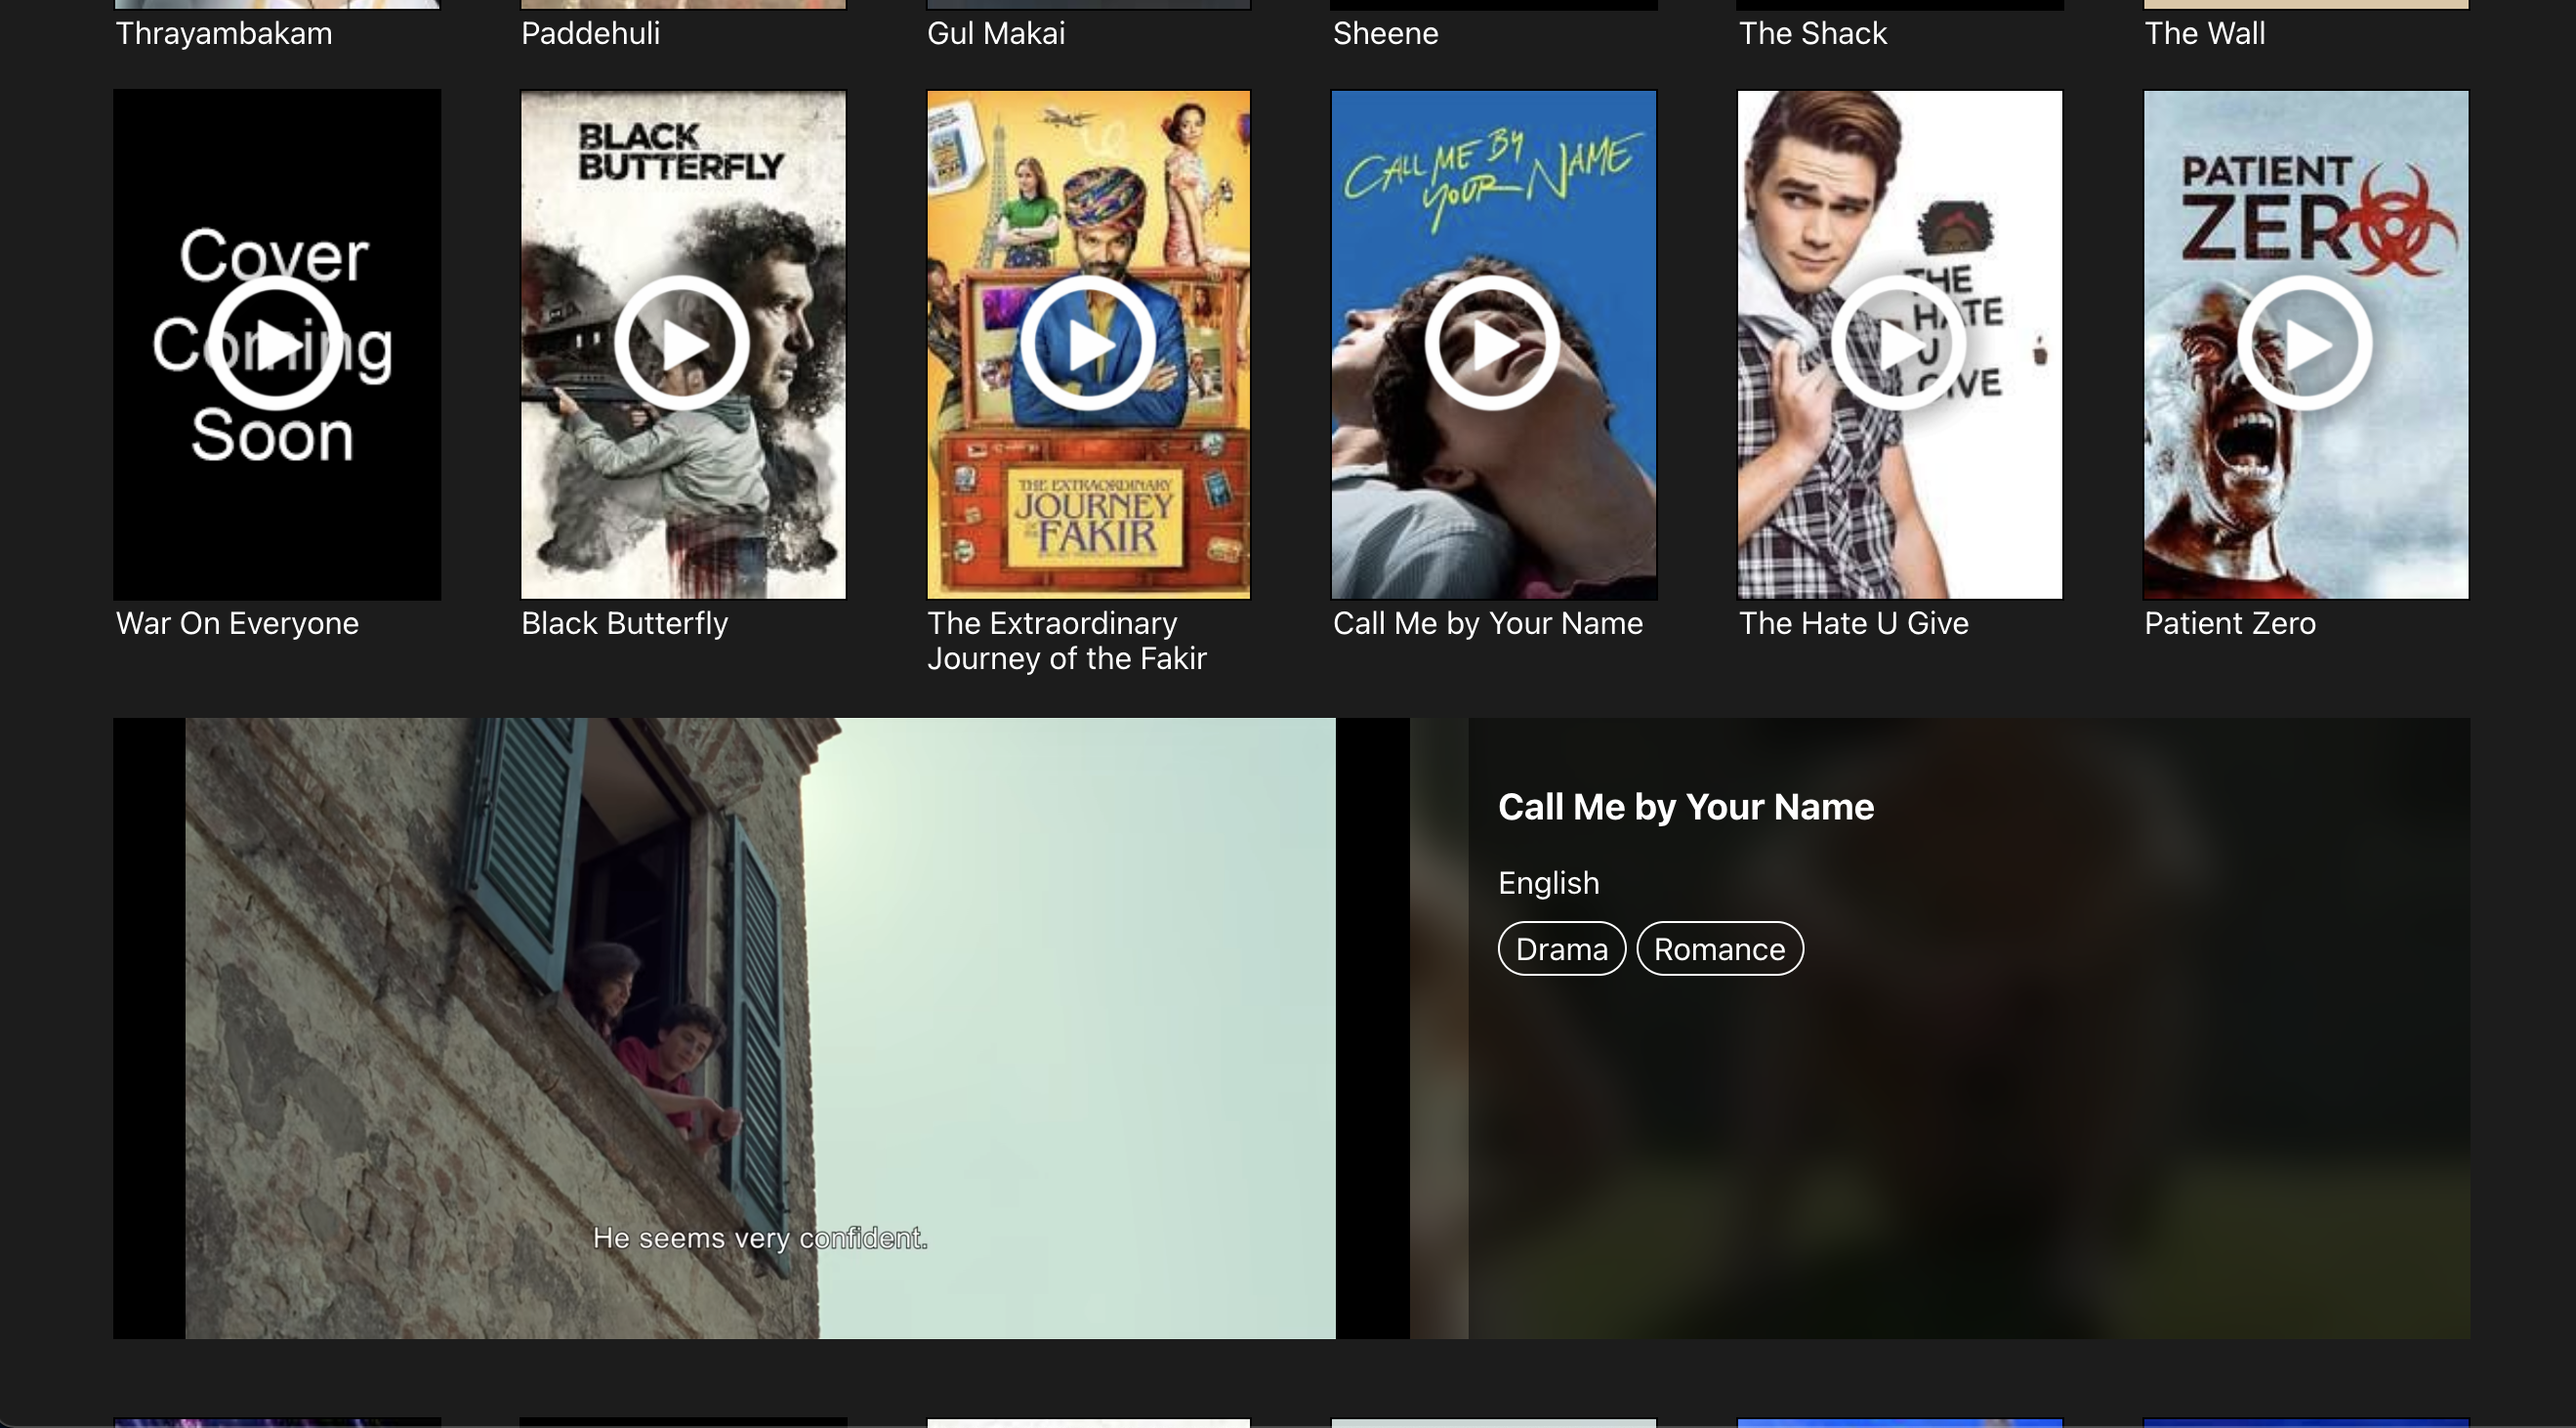 Thrayambakam
Paddehuli
Gul Makai
Sheene
The Shack
The Wall
Cover
Coming
Soon
BLACK
BUTTERFLY
THE EXTRAORDINARY
JOURNEY
FAKIR
CALL ME BY
YOUR NAME
THE
HATE
U
GIVE
PATIENT
ZERO
War On Everyone
Black Butterfly
The Extraordinary
Journey of the Fakir
Call Me by Your Name
The Hate U Give
Patient Zero
Call Me by Your Name
English
Drama
Romance
He seems very confident.